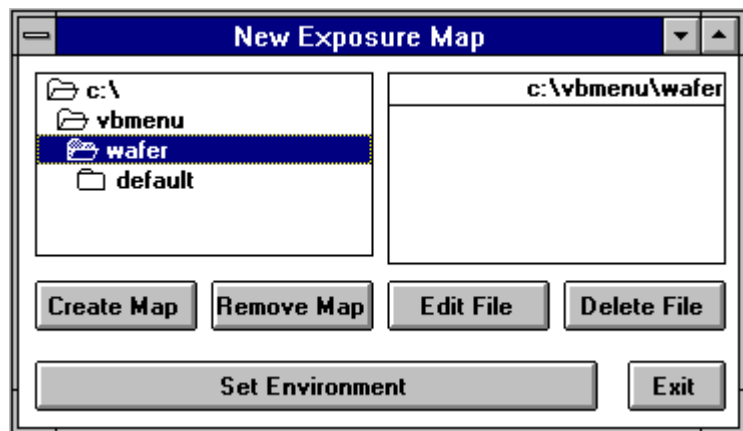 New Exposure Map
c:\
vbmenu
wafer
default
c:\vbmenu\wafer
Create Map
Remove Map
Edit File
Delete File
Set Environment
Exit